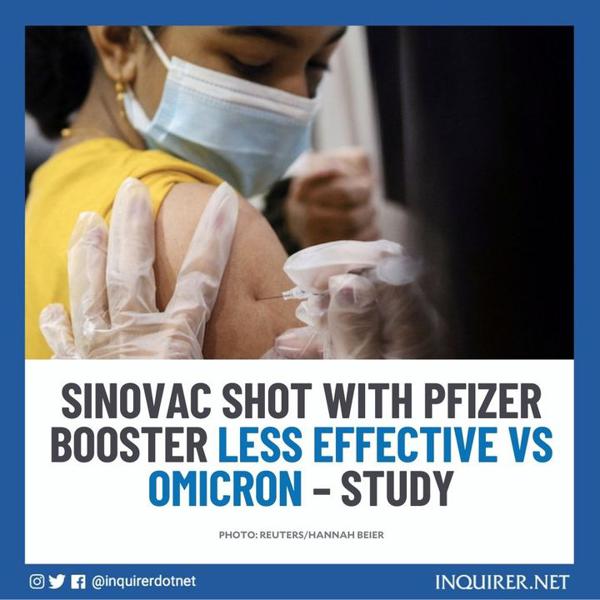 SINOVAC SHOT WITH PFIZER
BOOSTER LESS EFFECTIVE VS
OMICRON – STUDY
PHOTO: REUTERS/HANNAH BEIER
@inquirerdotnet
INQUIRER.NET